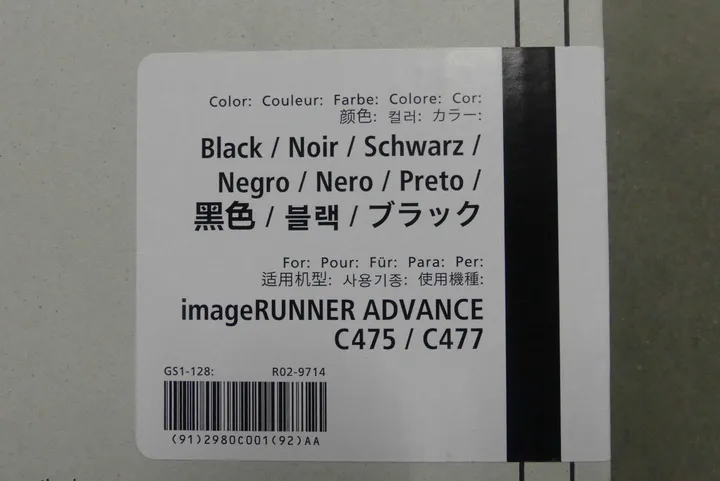 Color: Couleur: Farbe: Colore: Cor:
颜色: 컬러: カラー:
Black / Noir / Schwarz /
Negro / Nero / Preto /
黑色 / 블랙 / ブラック
For: Pour: Für: Para: Per:
适用机型: 사용기종: 使用機種:
imageRUNNER ADVANCE
C475 / C477
GS1-128: R02-9714
(91)2980C001(92)AA